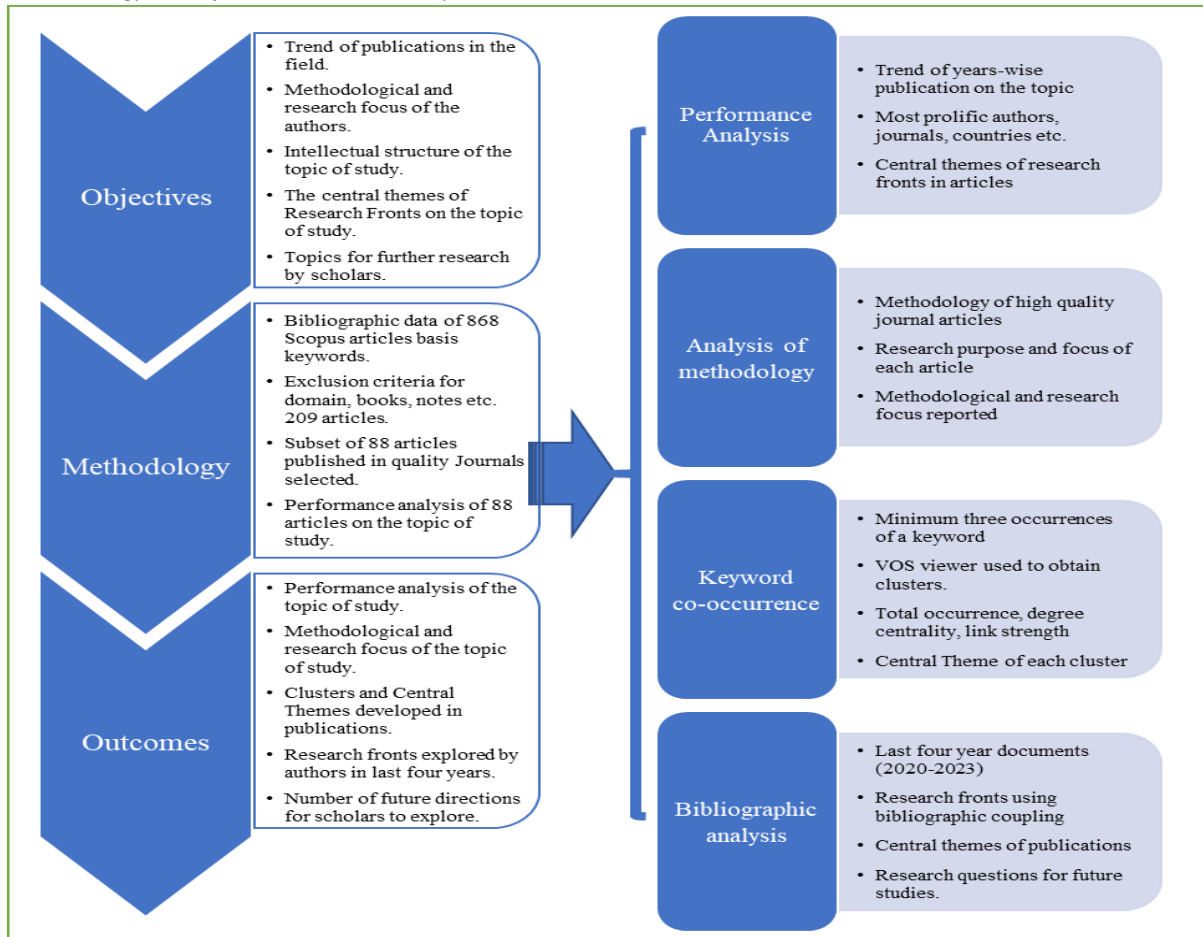 Objectives
• Trend of publications in the
field.
• Methodological and
research focus of the
authors.
• Intellectual structure of the
topic of study.
• The central themes of
Research Fronts on the topic
of study.
• Topics for further research
by scholars.
Methodology
• Bibliographic data of 868
Scopus articles basis
keywords.
• Exclusion criteria for
domain, books, notes etc.
209 articles.
• Subset of 88 articles
published in quality Journals
selected.
• Performance analysis of 88
articles on the topic of
study.
Outcomes
• Performance analysis of the
topic of study.
• Methodological and
research focus of the topic
of study.
• Clusters and Central
Themes developed in
publications.
• Research fronts explored by
authors in last four years.
• Number of future directions
for scholars to explore.
Performance
Analysis
• Trend of years-wise
publication on the topic
• Most prolific authors,
journals, countries etc.
• Central themes of research
fronts in articles
Analysis of
methodology
• Methodology of high quality
journal articles
• Research purpose and focus of
each article
• Methodological and research
focus reported
Keyword
co-occurrence
• Minimum three occurrences
of a keyword
• VOS viewer used to obtain
clusters.
• Total occurrence, degree
centrality, link strength
• Central Theme of each cluster
Bibliographic
analysis
• Last four year documents
(2020-2023)
• Research fronts using
bibliographic coupling
• Central themes of publications
• Research questions for future
studies.